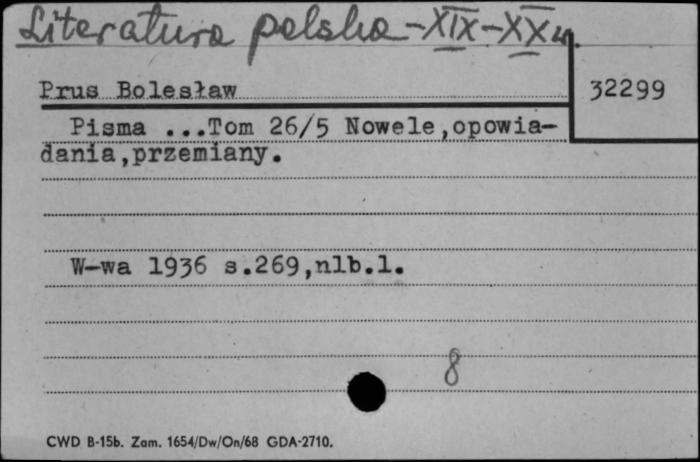 Literatura polska - XIX - XX w.
Prus Bolesław
32299
Pisma ...Tom 26/5 Nowele,opowia-
dania,przemiany.
W-wa 1936 s.269,nlb.1.
8
CWD B-15b. Zam. 1654/Dw/On/68 GDA-2710.